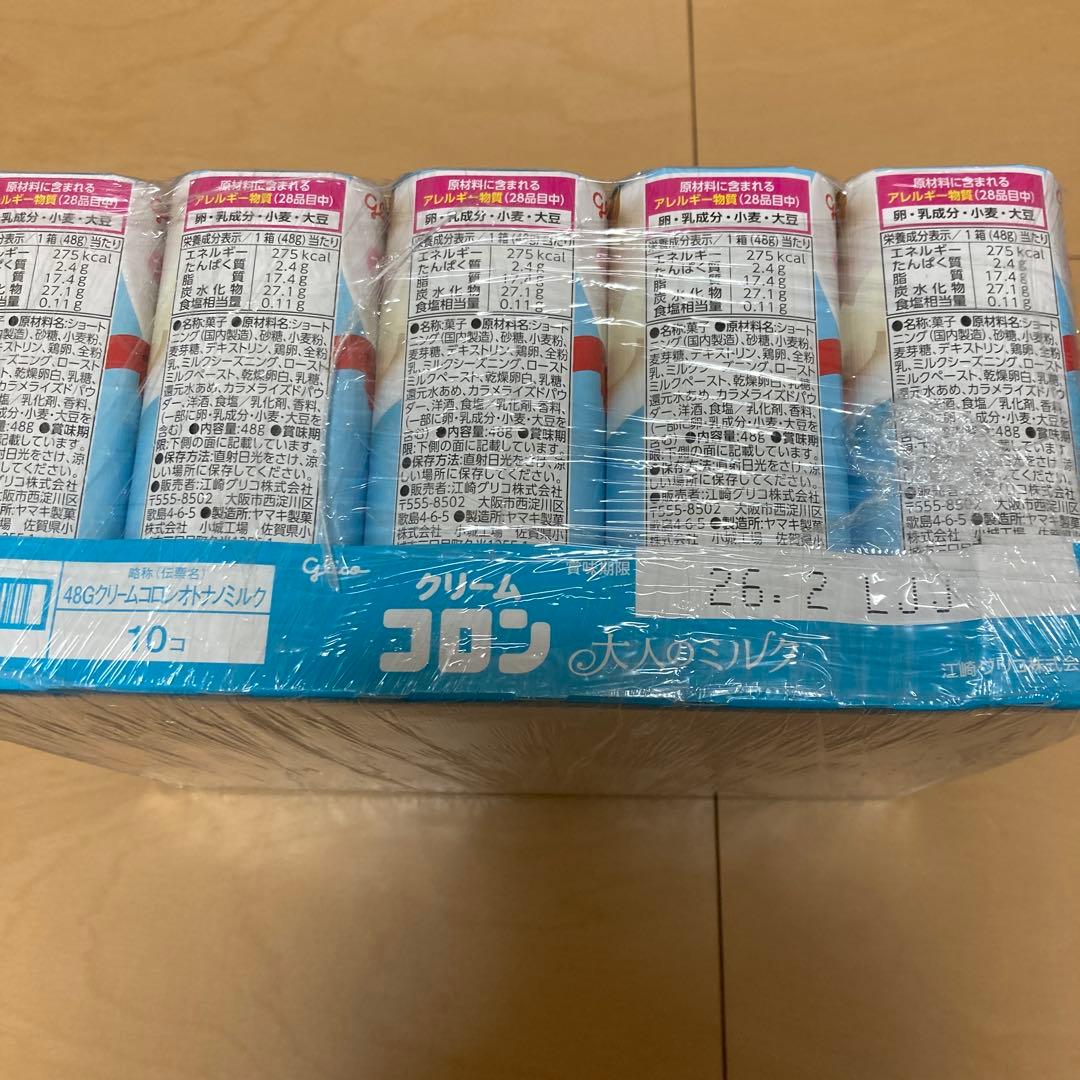 原材料に含まれる
アレルギー物質(28品目中)
卵・乳成分・小麦・大豆
栄養成分表示／1箱(48g)当たり
エネルギー 275kcal
たんぱく質 2.4g
脂質 17.4g
炭水化物 27.1g
食塩相当量 0.11g
●名称:菓子 ●原材料名:ショート
ニング(国内製造)、砂糖、小麦粉、
麦芽糖、デキストリン、鶏卵、全粉
乳、ミルクシーズニング、ロースト
ミルクペースト、乾燥卵白、乳糖、
還元水あめ、カラメライズドパウ
ダー、洋酒、食塩／乳化剤、香料、
(一部に卵・乳成分・小麦・大豆を
含む) ●内容量:48g ●賞味期
限:下側の面に記載しています。
●保存方法:直射日光をさけ、涼
しい場所に保存してください。
●販売者:江崎グリコ株式会社
〒555-8502 大阪市西淀川区
歌島4-6-5 ●製造所:ヤマキ製菓
株式会社 小城工場 佐賀県小
略称(伝票名)
48Gクリームコロンオトナノミルク
10コ
glico
クリーム
コロン
大人のミルク
賞味期限
26.2 LJJ
江崎グリコ株式会